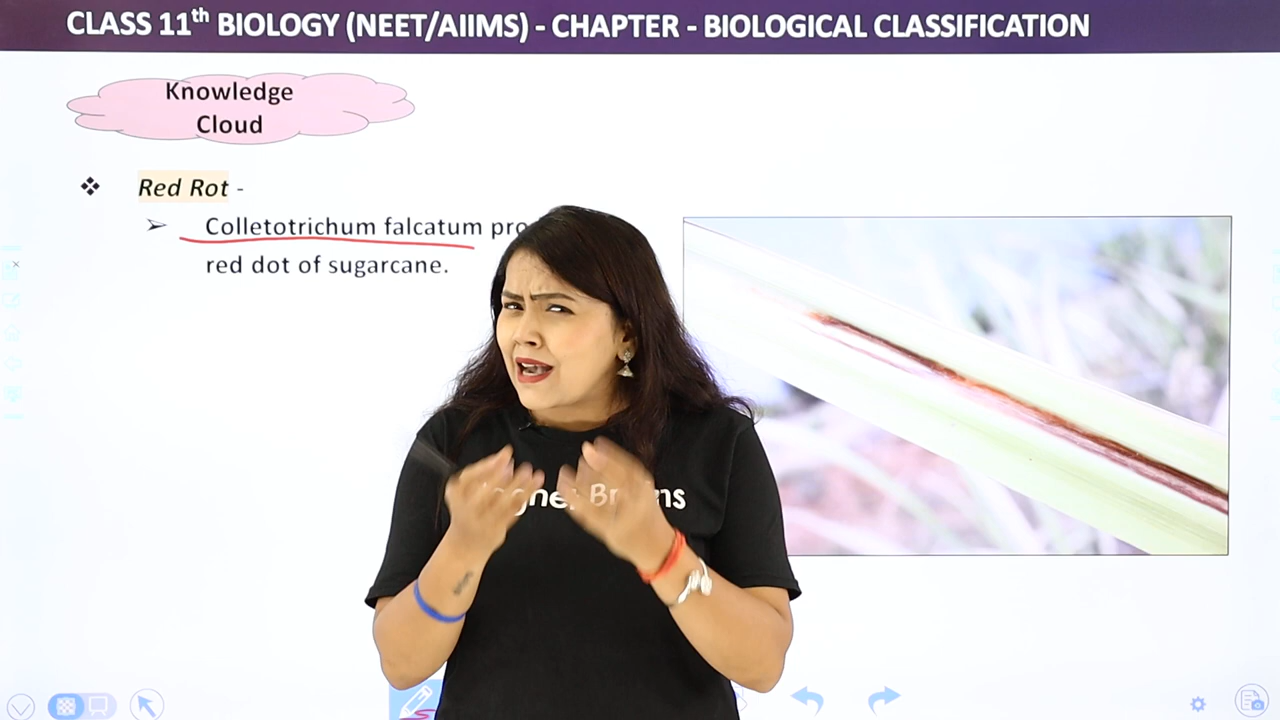 CLASS 11th BIOLOGY (NEET/AIIMS) - CHAPTER - BIOLOGICAL CLASSIFICATION
Knowledge
Cloud
❖ Red Rot -
➢ Colletotrichum falcatum
red dot of sugarcane.